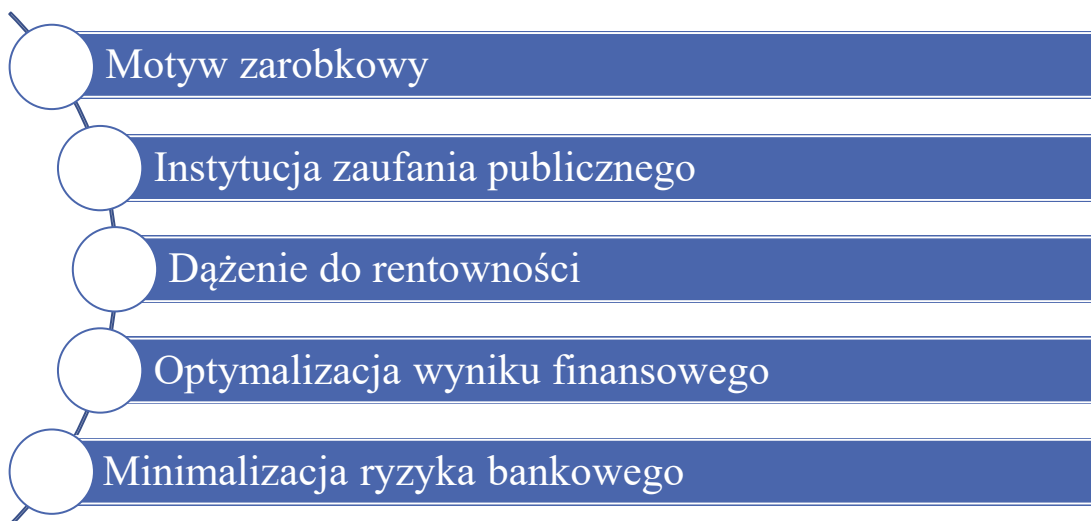 Motyw zarobkowy
Instytucja zaufania publicznego
Dążenie do rentowności
Optymalizacja wyniku finansowego
Minimalizacja ryzyka bankowego